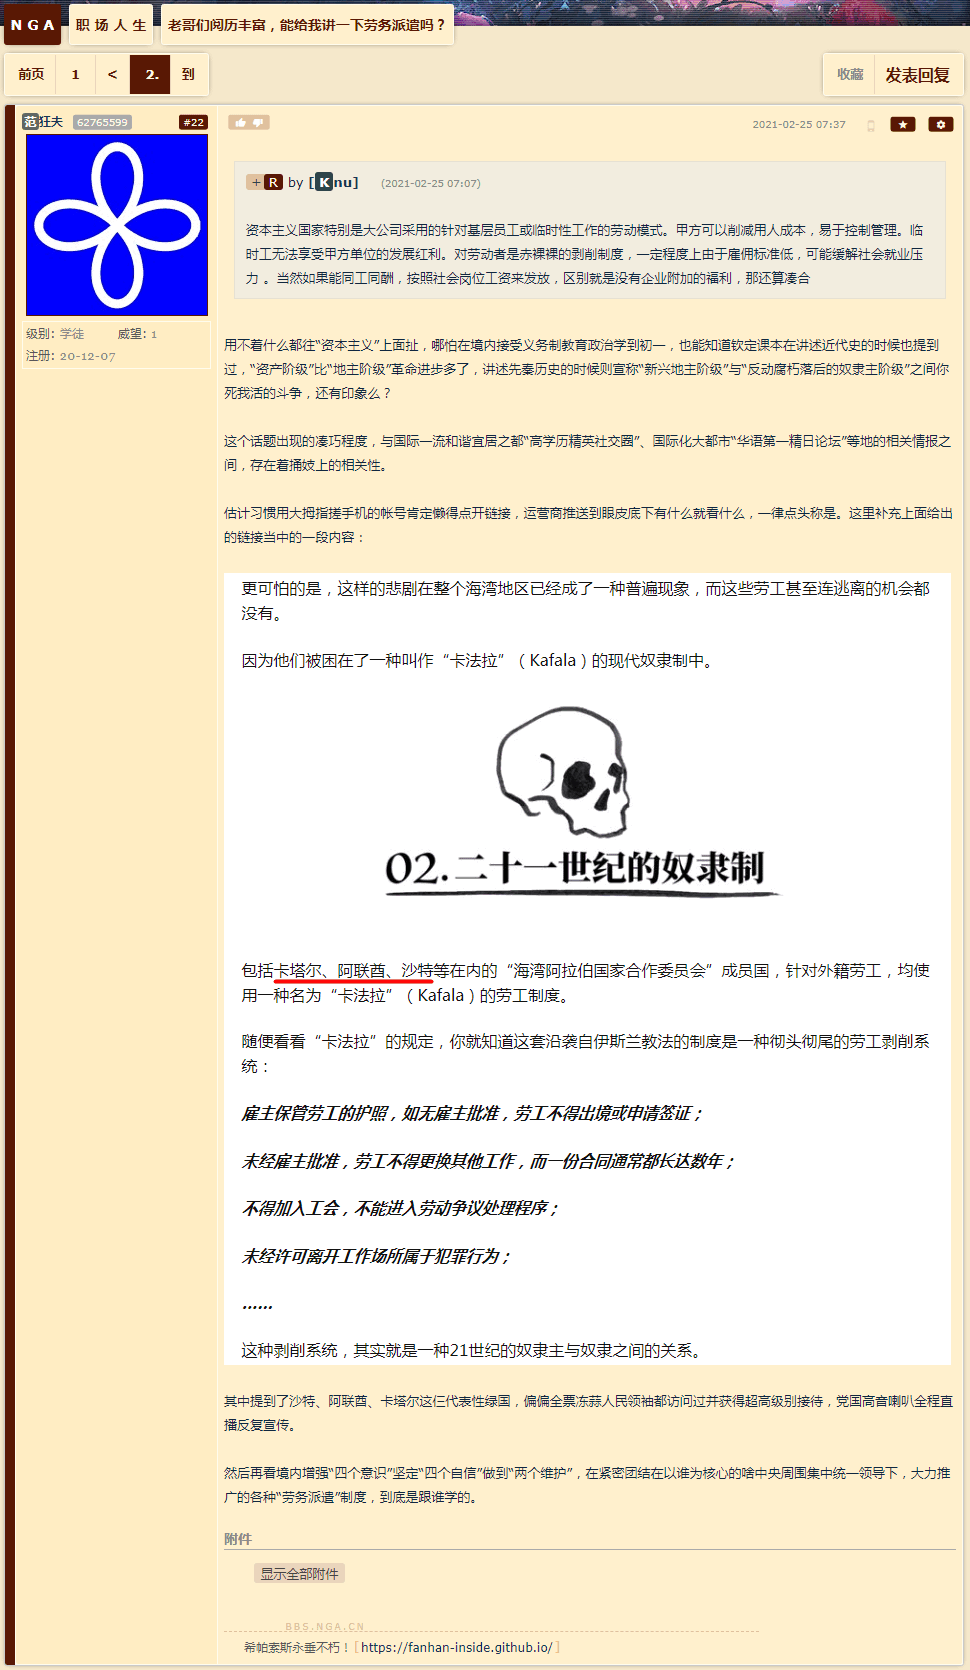 NGA 职场人生 老哥们阅历丰富，能给我讲一下劳务派遣吗？
前页 1 < 2. 到 收藏 发表回复
范狂夫 62765599 #22
2021-02-25 07:37
级别：学徒 威望：1
注册：20-12-07
+ R by [Knu] (2021-02-25 07:07)
资本主义国家特别是大公司采用的针对基层员工或临时性工作的劳动模式。甲方可以削减用人成本，易于控制管理。临
时工无法享受甲方单位的发展红利。对劳动者是赤裸裸的剥削制度，一定程度上由于雇佣标准低，可能缓解社会就业压
力 。当然如果能同工同酬，按照社会岗位工资来发放，区别就是没有企业附加的福利，那还算凑合
用不着什么都往“资本主义”上面扯，哪怕在境内接受义务制教育政治学到初一，也能知道钦定课本在讲述近代史的时候也提到
过，“资产阶级”比“地主阶级”革命进步多了，讲述先秦历史的时候则宣称“新兴地主阶级”与“反动腐朽落后的奴隶主阶级”之间你
死我活的斗争，还有印象么？
这个话题出现的凑巧程度，与国际一流和谐宜居之都“高学历精英社交圈”、国际化大都市“华语第一精日论坛”等地的相关情报之
间，存在着捅妓上的相关性。
估计习惯用大拇指搓手机的帐号肯定懒得点开链接，运营商推送到眼皮底下有什么就看什么，一律点头称是。这里补充上面给出
的链接当中的一段内容：
更可怕的是，这样的悲剧在整个海湾地区已经成了一种普遍现象，而这些劳工甚至连逃离的机会都
没有。
因为他们被困在了一种叫作“卡法拉”（Kafala）的现代奴隶制中。
02.二十一世纪的奴隶制
包括卡塔尔、阿联酋、沙特等在内的“海湾阿拉伯国家合作委员会”成员国，针对外籍劳工，均使
用一种名为“卡法拉”（Kafala）的劳工制度。
随便看看“卡法拉”的规定，你就知道这套沿袭自伊斯兰教法的制度是一种彻头彻尾的劳工剥削系
统：
雇主保管劳工的护照，如无雇主批准，劳工不得出境或申请签证；
未经雇主批准，劳工不得更换其他工作，而一份合同通常都长达数年；
不得加入工会，不能进入劳动争议处理程序；
未经许可离开工作场所属于犯罪行为；
······
这种剥削系统，其实就是一种21世纪的奴隶主与奴隶之间的关系。
其中提到了沙特、阿联酋、卡塔尔这仨代表性绿国，偏偏全票冻蒜人民领袖都访问过并获得超高级别接待，党国高音喇叭全程直
播反复宣传。
然后再看境内增强“四个意识”坚定“四个自信”做到“两个维护”，在紧密团结在以谁为核心的啥中央周围集中统一领导下，大力推
广的各种“劳务派遣”制度，到底是跟谁学的。
附件
显示全部附件
BBS.NGA.CN
希帕索斯永垂不朽！ [ https://fanhan-inside.github.io/ ]